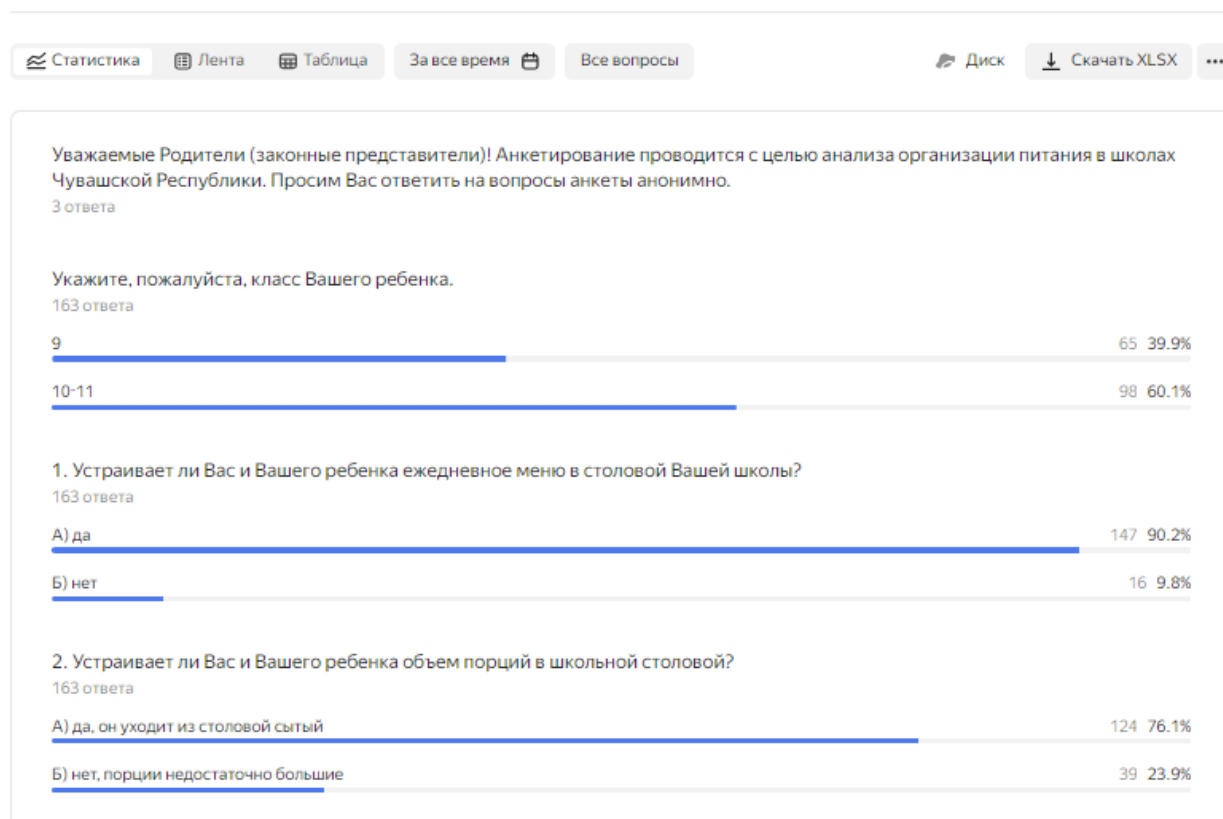 Статистика Лента Таблица За все время Все вопросы Диск Скачать XLSX
Уважаемые Родители (законные представители)! Анкетирование проводится с целью анализа организации питания в школах
Чувашской Республики. Просим Вас ответить на вопросы анкеты анонимно.
3 ответа
Укажите, пожалуйста, класс Вашего ребенка.
163 ответа
9 65 39.9%
10-11 98 60.1%
1. Устраивает ли Вас и Вашего ребенка ежедневное меню в столовой Вашей школы?
163 ответа
А) да 147 90.2%
Б) нет 16 9.8%
2. Устраивает ли Вас и Вашего ребенка объем порций в школьной столовой?
163 ответа
А) да, он уходит из столовой сытый 124 76.1%
Б) нет, порции недостаточно большие 39 23.9%